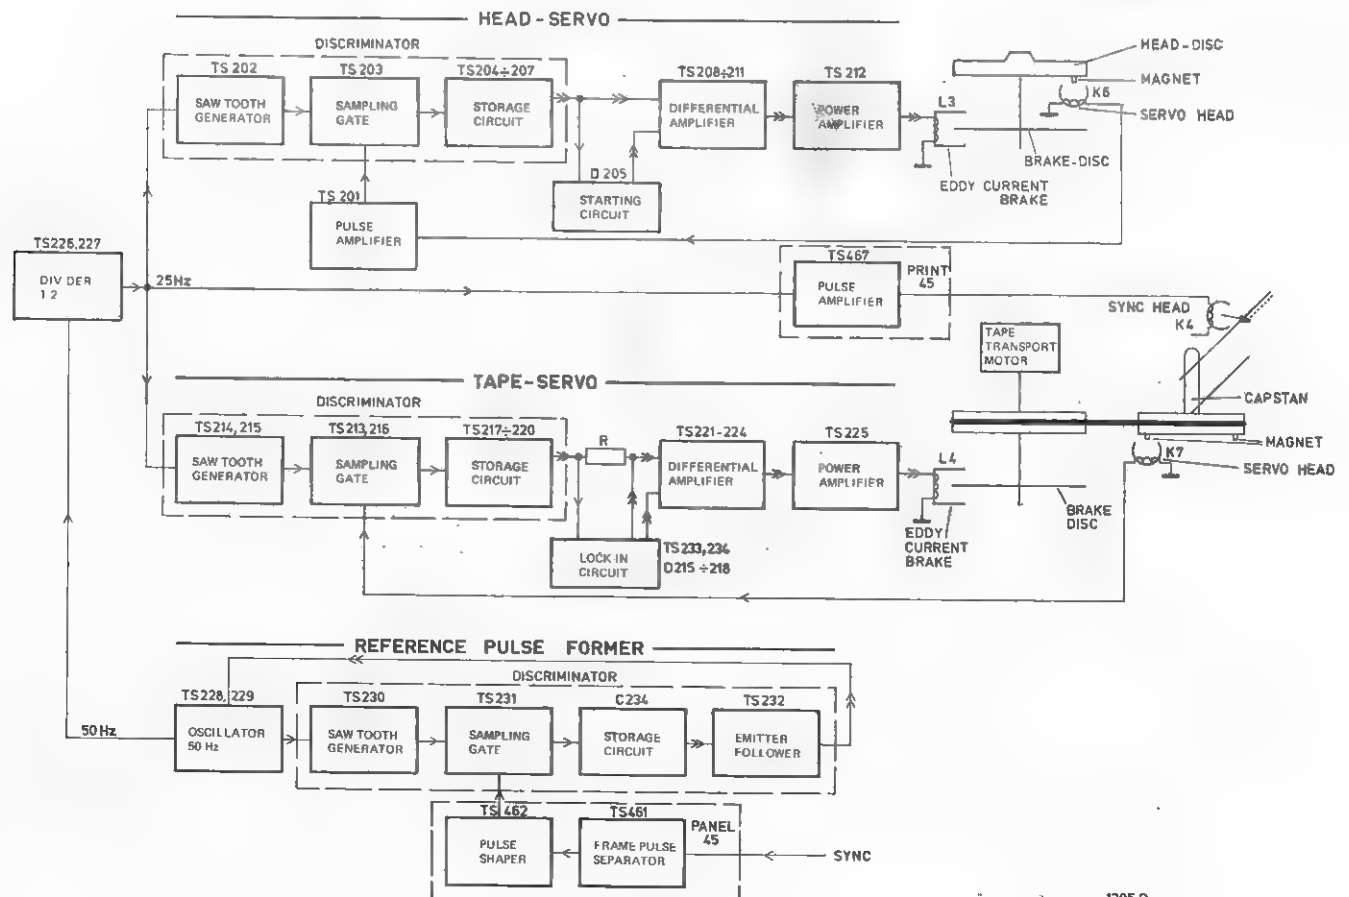 HEAD-SERVO
DISCRIMINATOR
TS 202
SAW TOOTH
GENERATOR
TS 203
SAMPLING
GATE
TS204÷207
STORAGE
CIRCUIT
TS208÷211
DIFFERENTIAL
AMPLIFIER
TS 212
POWER
AMPLIFIER
L3
EDDY CURRENT
BRAKE
HEAD-DISC
MAGNET
K6
SERVO HEAD
BRAKE-DISC
D 205
STARTING
CIRCUIT
TS 201
PULSE
AMPLIFIER
TS226,227
DIV DER
1 2
25Hz
TS467
PULSE
AMPLIFIER
PRINT
45
SYNC HEAD
K4
TAPE
TRANSPORT
MOTOR
CAPSTAN
MAGNET
K7
SERVO HEAD
TAPE-SERVO
DISCRIMINATOR
TS214, 215
SAW TOOTH
GENERATOR
TS213,216
SAMPLING
GATE
TS217÷220
STORAGE
CIRCUIT
R
TS221-224
DIFFERENTIAL
AMPLIFIER
TS225
POWER
AMPLIFIER
L4
EDDY
CURRENT
BRAKE
BRAKE
DISC
LOCK-IN
CIRCUIT
TS233,234
D215 ÷218
REFERENCE PULSE FORMER
DISCRIMINATOR
TS228, 229
OSCILLATOR
50 Hz
50 Hz
TS230
SAW TOOTH
GENERATOR
TS231
SAMPLING
GATE
C234
STORAGE
CIRCUIT
TS232
EMITTER
FOLLOWER
TS 462
PULSE
SHAPER
TS461
FRAME PULSE
SEPARATOR
PANEL
45
SYNC